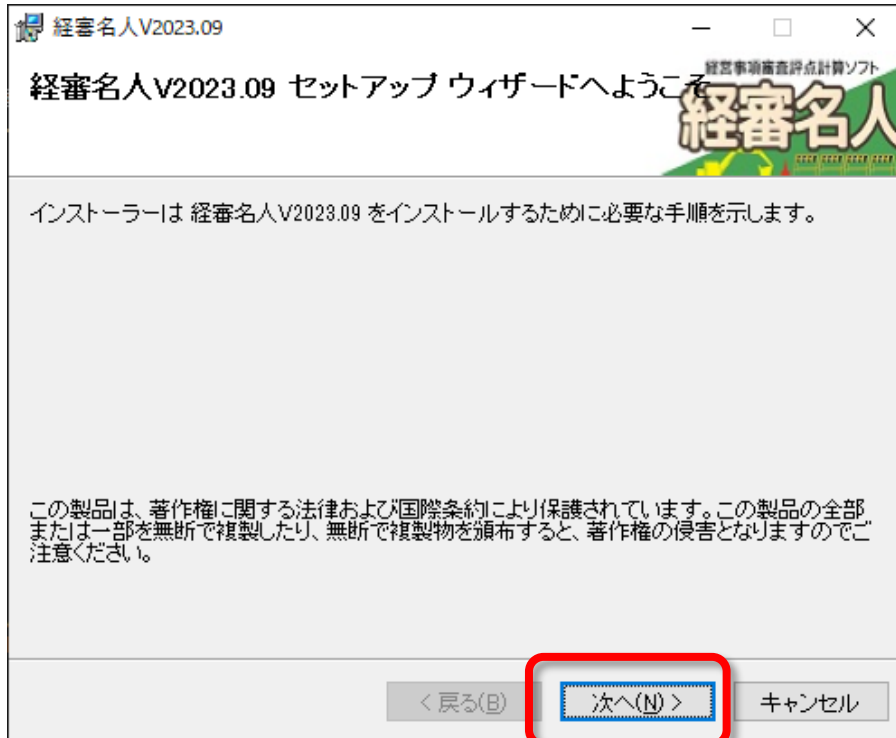 経審名人V2023.09
経審名人V2023.09 セットアップ ウィザードへようこそ
経営事項審査評点計算ソフト
経審名人
インストーラーは 経審名人V2023.09 をインストールするために必要な手順を示します。
この製品は、著作権に関する法律および国際条約により保護されています。この製品の全部
または一部を無断で複製したり、無断で複製物を頒布すると、著作権の侵害となりますのでご
注意ください。
< 戻る(B) 次へ(N) > キャンセル